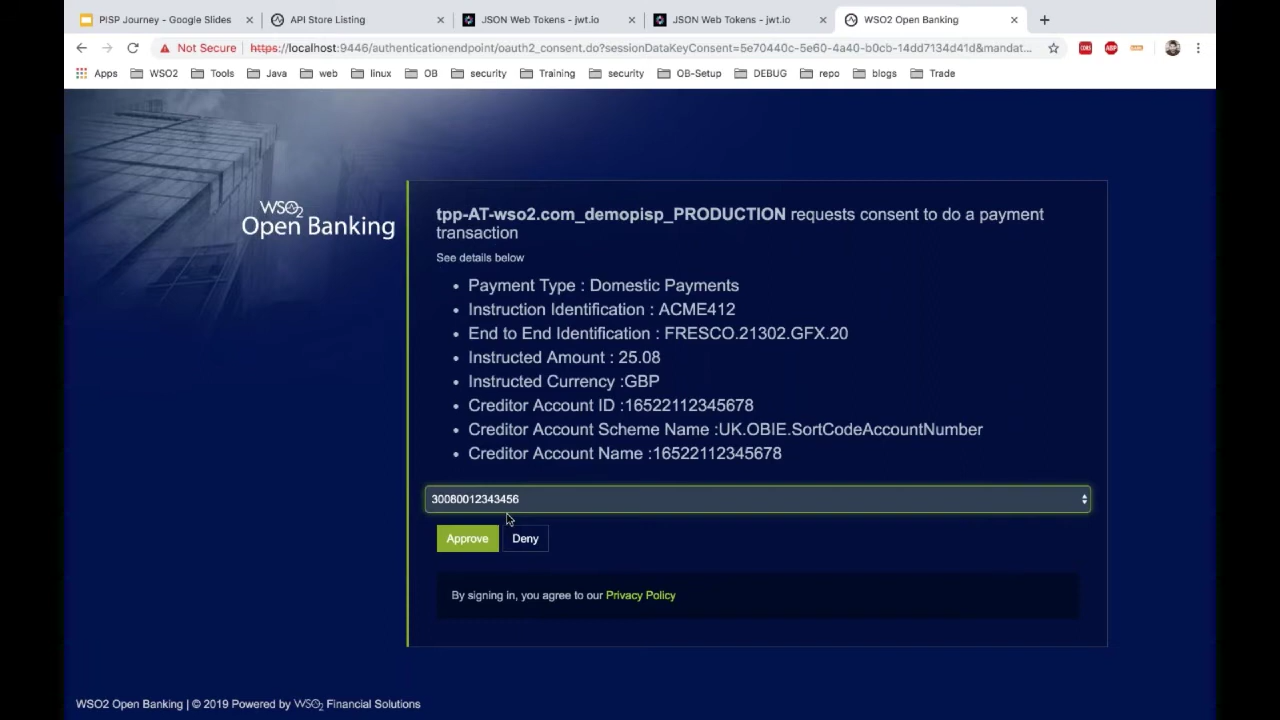 PISP Journey - Google Slides
API Store Listing
JSON Web Tokens - jwt.io
JSON Web Tokens - jwt.io
WSO2 Open Banking
Not Secure https://localhost:9446/authenticationendpoint/oauth2_consent.do?sessionDataKeyConsent=5e70440c-5e60-4a40-b0cb-14dd7134d41d&mandat...
CORS ABP
Apps WSO2 Tools Java web linux OB security Training security OB-Setup DEBUG repo blogs Trade
WSO2
Open Banking
tpp-AT-wso2.com_demopisp_PRODUCTION requests consent to do a payment
transaction
See details below
• Payment Type : Domestic Payments
• Instruction Identification : ACME412
• End to End Identification : FRESCO.21302.GFX.20
• Instructed Amount : 25.08
• Instructed Currency :GBP
• Creditor Account ID :16522112345678
• Creditor Account Scheme Name :UK.OBIE.SortCodeAccountNumber
• Creditor Account Name :16522112345678
30080012343456
Approve Deny
By signing in, you agree to our Privacy Policy
WSO2 Open Banking | © 2019 Powered by WSO2 Financial Solutions